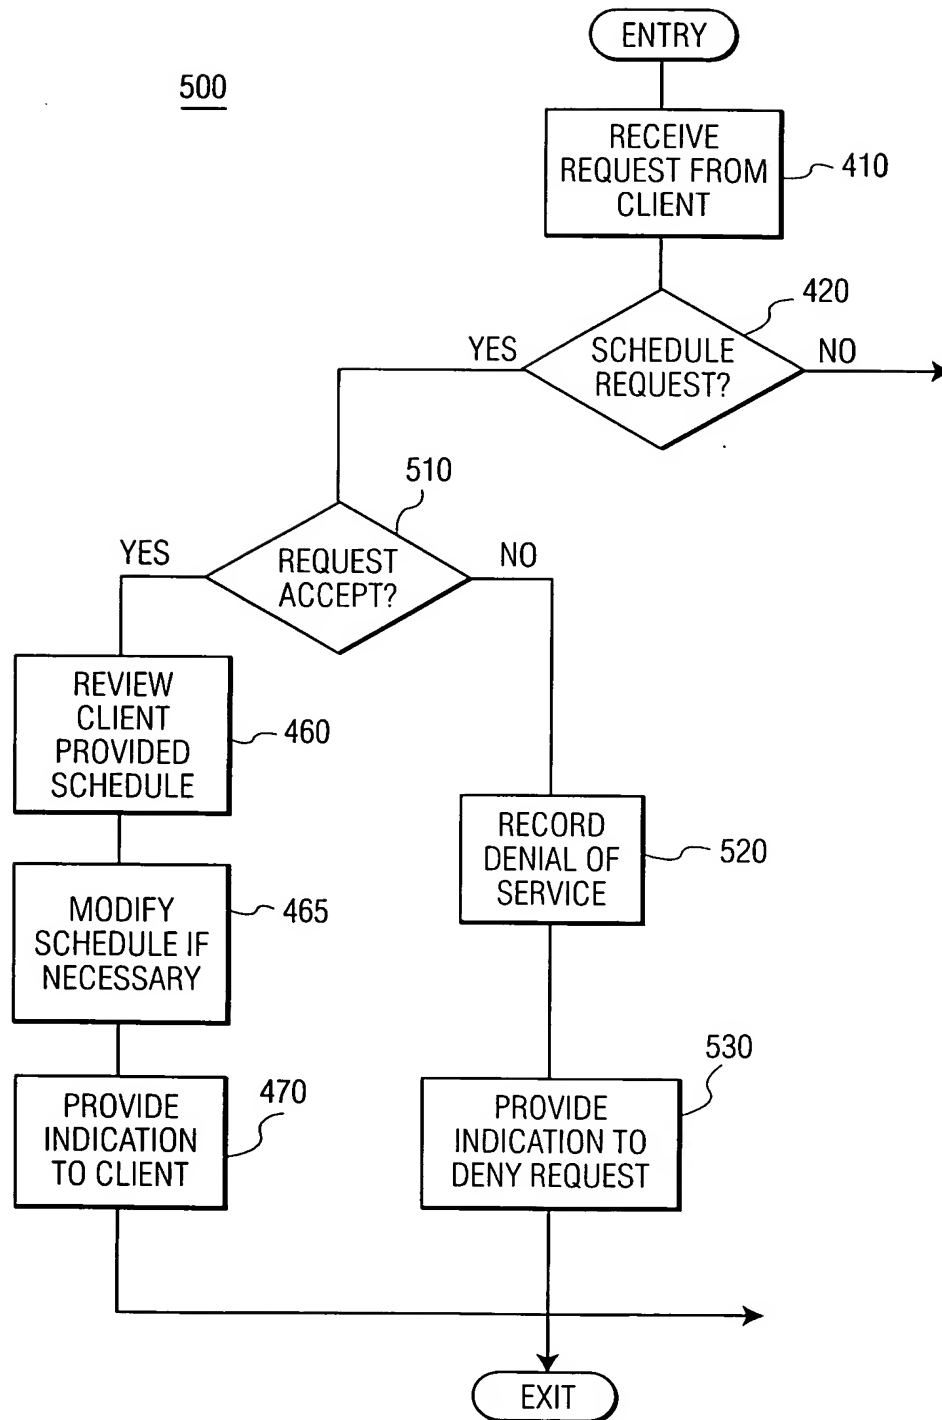 ENTRY
500
RECEIVE
REQUEST FROM
CLIENT
410
420
YES
SCHEDULE
REQUEST?
NO
510
YES
REQUEST
ACCEPT?
NO
REVIEW
CLIENT
PROVIDED
SCHEDULE
460
RECORD
DENIAL OF
SERVICE
520
MODIFY
SCHEDULE IF
NECESSARY
465
PROVIDE
INDICATION
TO CLIENT
470
PROVIDE
INDICATION TO
DENY REQUEST
530
EXIT